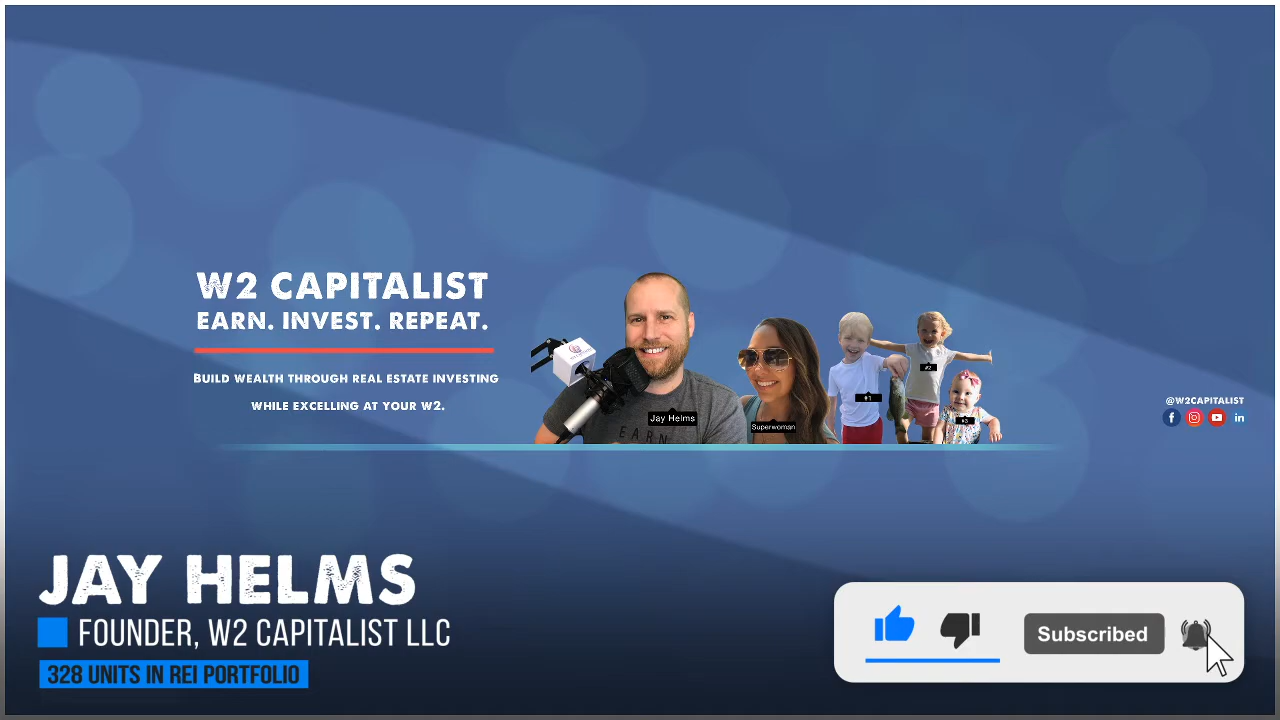 W2 CAPITALIST
EARN. INVEST. REPEAT.
BUILD WEALTH THROUGH REAL ESTATE INVESTING
WHILE EXCELLING AT YOUR W2.
Jay Helms
EARN
Superwoman
#1
#2
#3
@W2CAPITALIST
JAY HELMS
FOUNDER, W2 CAPITALIST LLC
328 UNITS IN REI PORTFOLIO
Subscribed